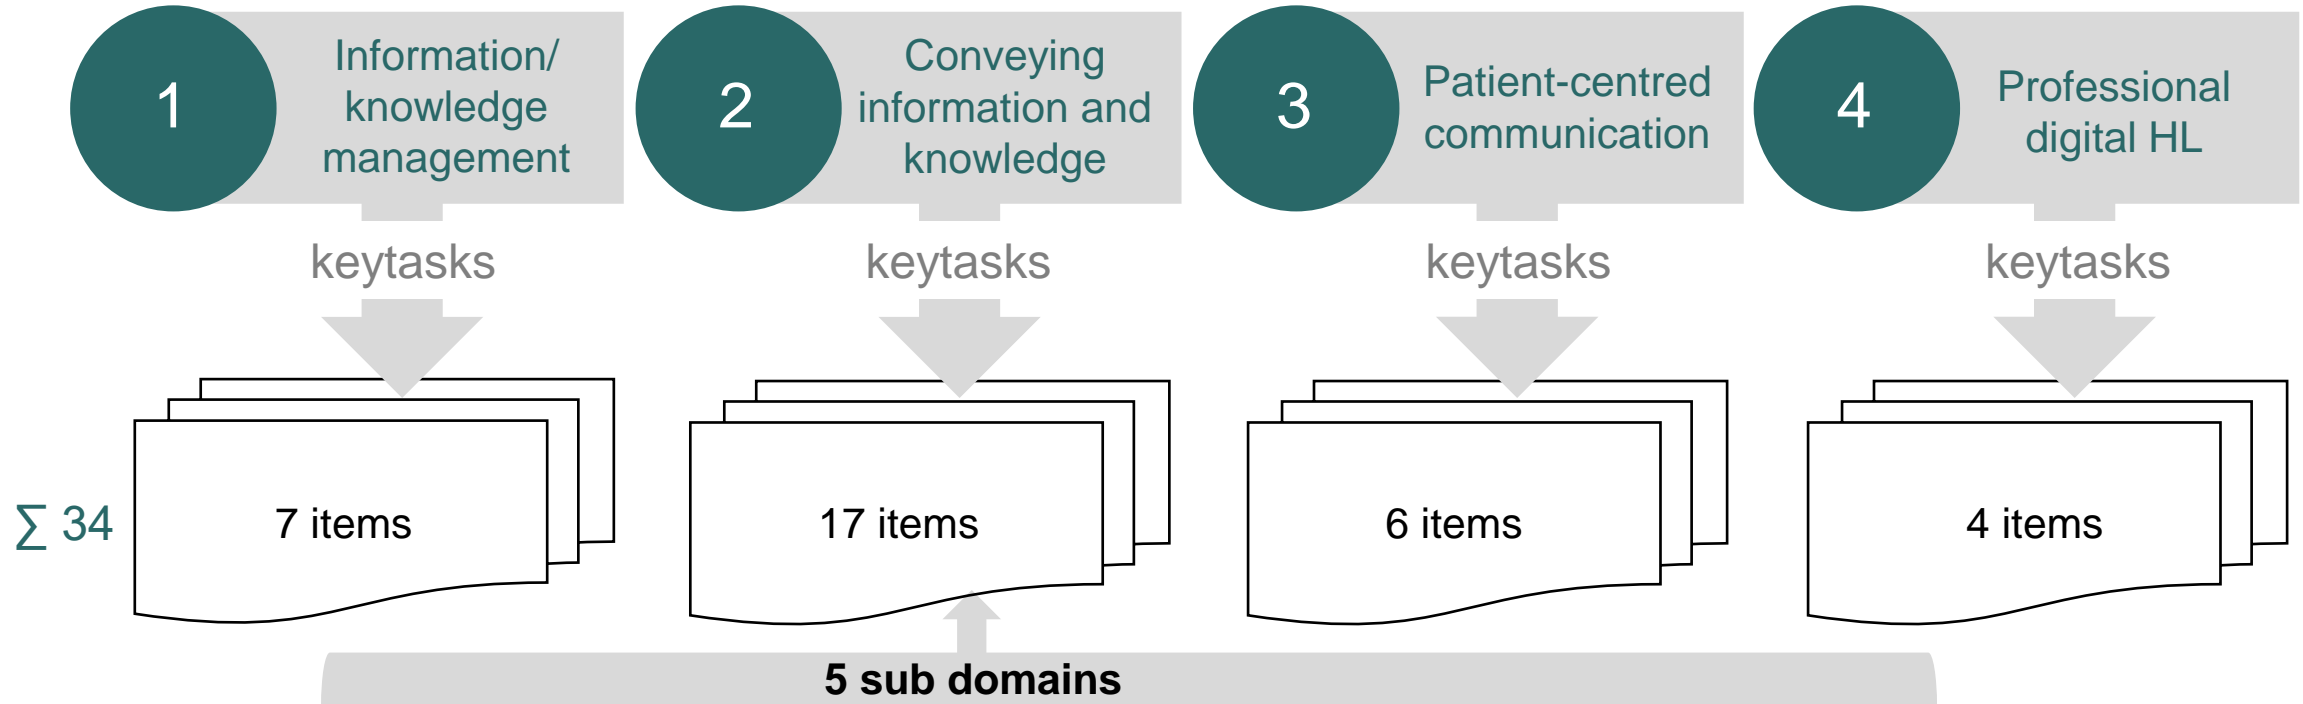 1
Information/
knowledge
management
2
Conveying
information and
knowledge
3
Patient-centred
communication
4
Professional
digital HL
keytasks
keytasks
keytasks
keytasks
∑ 34
7 items
17 items
6 items
4 items
5 sub domains